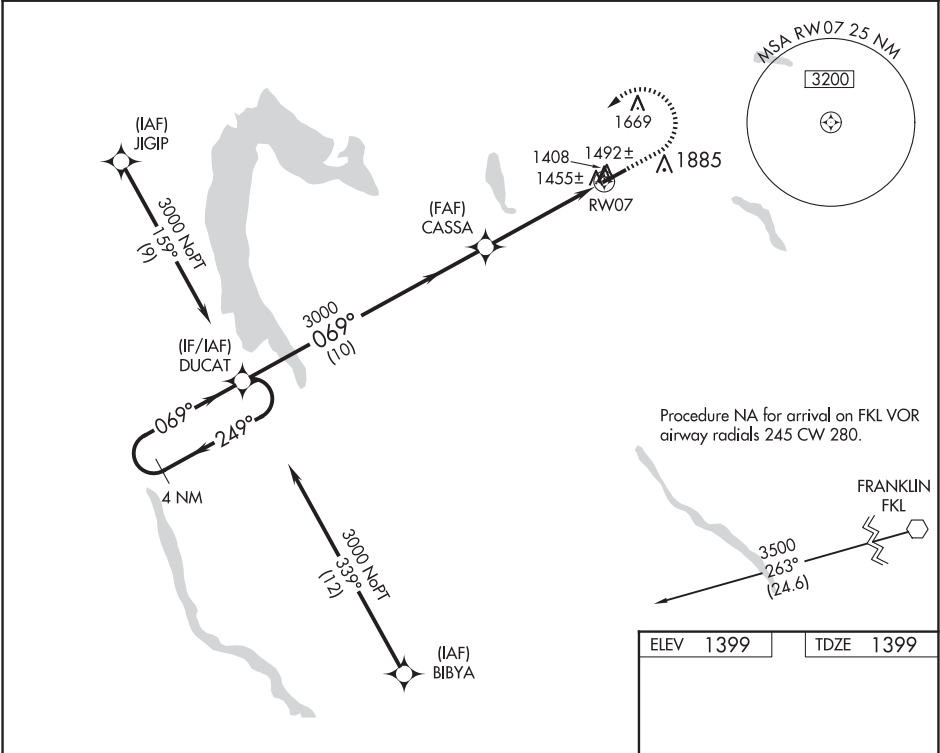 MSA RW07 25 NM
3200
(IAF)
JIGIP
3000 NoPT
159°
(9)
1669
1408
1492±
1455±
1885
RW07
(FAF)
CASSA
3000
069°
(10)
(IF/IAF)
DUCAT
069°
249°
4 NM
Procedure NA for arrival on FKL VOR
airway radials 245 CW 280.
FRANKLIN
FKL
3500
263°
(24.6)
3000 NoPT
339°
(12)
(IAF)
BIBYA
ELEV 1399
TDZE 1399